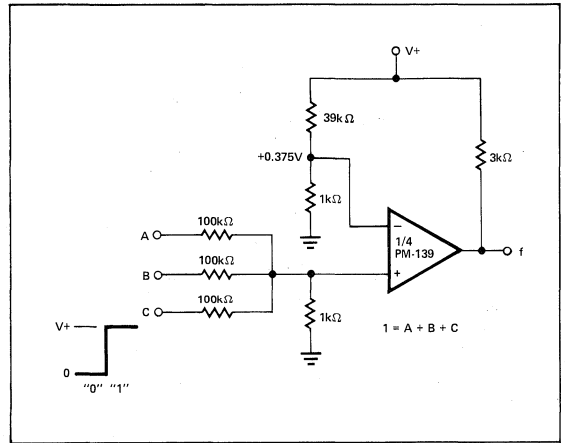 V+
39kΩ
+0.375V
3kΩ
1kΩ
100kΩ
A
1/4
PM-139
−
+
f
100kΩ
B
100kΩ
C
1kΩ
1 = A + B + C
V+
0
"0" "1"